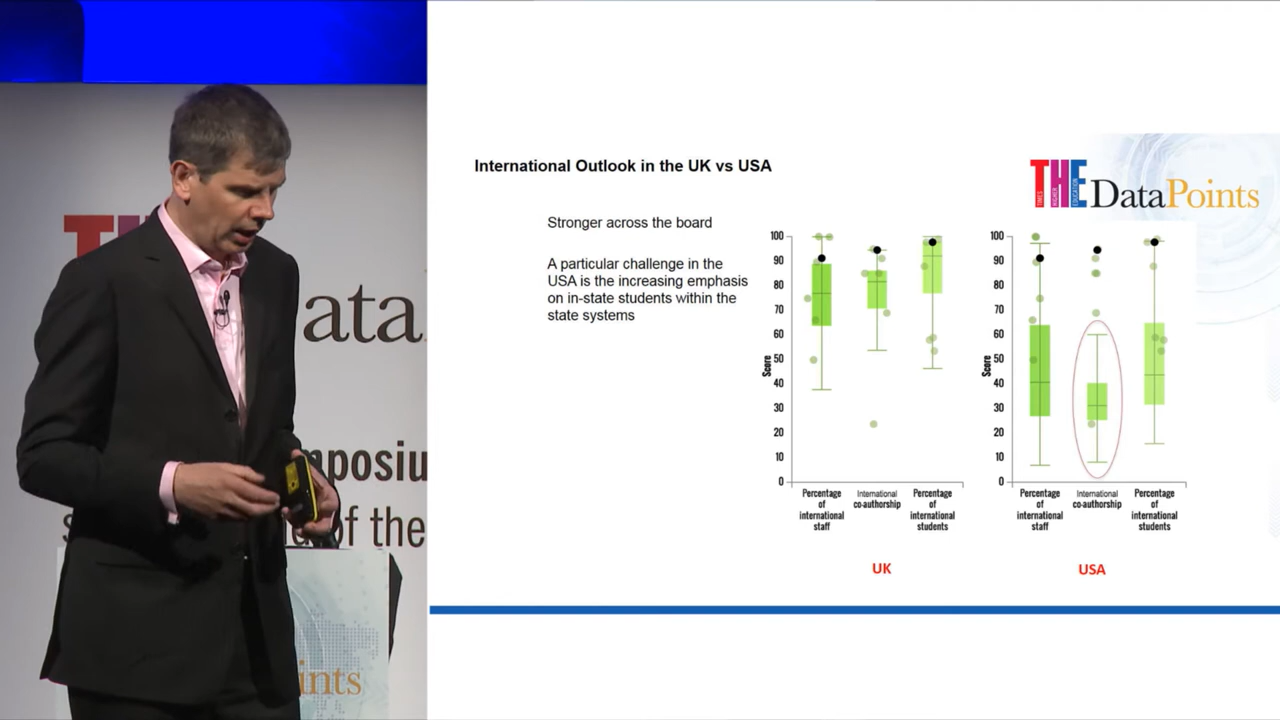 THE
ata
mposiu
of the
ints
International Outlook in the UK vs USA
THE
TIMES
HIGHER
EDUCATION
DataPoints
Stronger across the board
A particular challenge in the
USA is the increasing emphasis
on in-state students within the
state systems
Score
100
90
80
70
60
50
40
30
20
10
0
Percentage
of
international
staff
International
co-authorship
Percentage
of
international
students
UK
Score
100
90
80
70
60
50
40
30
20
10
0
Percentage
of
international
staff
International
co-authorship
Percentage
of
international
students
USA